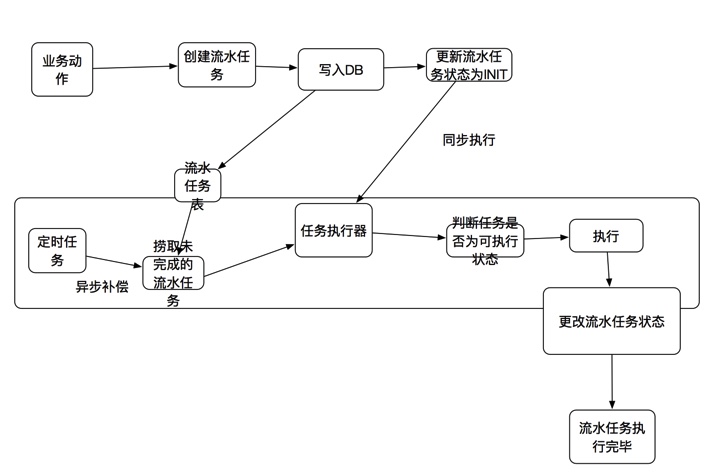 业务动
作
创建流水任
务
写入DB
更新流水任
务状态为INIT
同步执行
流水
任务
表
定时任
务
捞取未
完成的
流水任
务
异步补偿
任务执行器
判断任务是
否为可执行
状态
执行
更改流水任务状态
流水任务执
行完毕